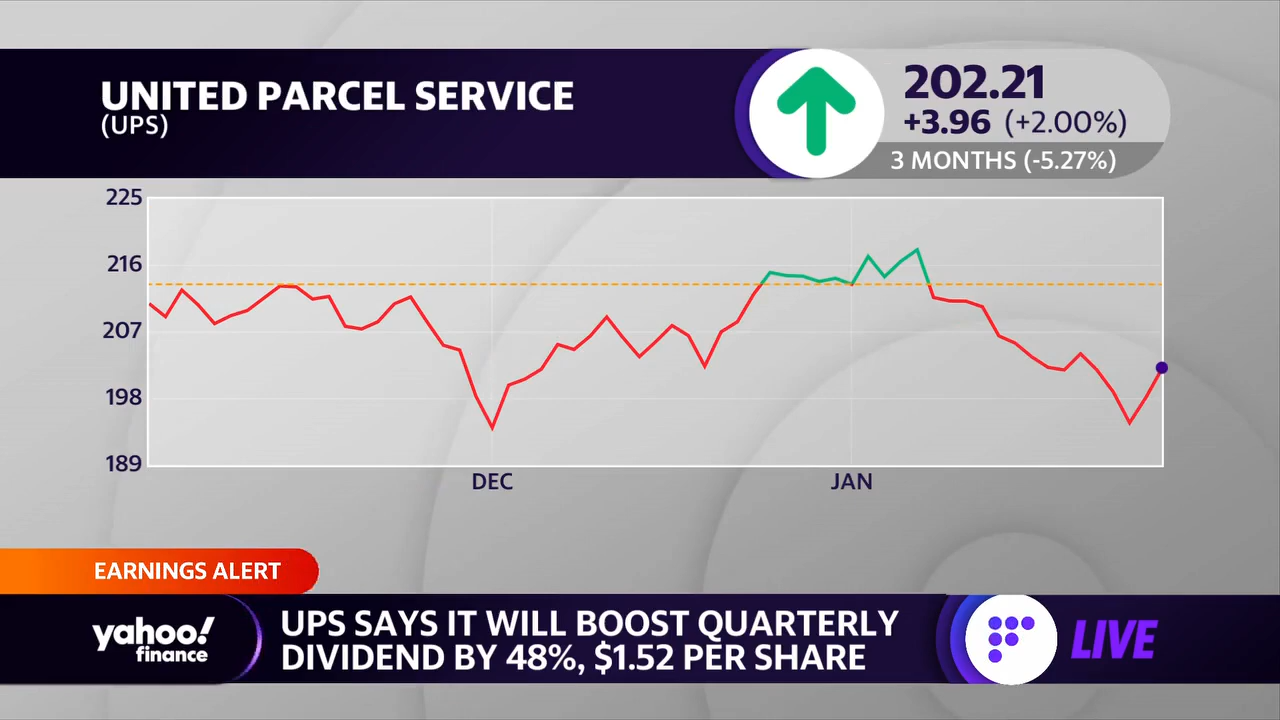 UNITED PARCEL SERVICE
(UPS)
202.21
+3.96 (+2.00%)
3 MONTHS (-5.27%)
225
216
207
198
189
DEC
JAN
EARNINGS ALERT
yahoo!
finance
UPS SAYS IT WILL BOOST QUARTERLY
DIVIDEND BY 48%, $1.52 PER SHARE
LIVE